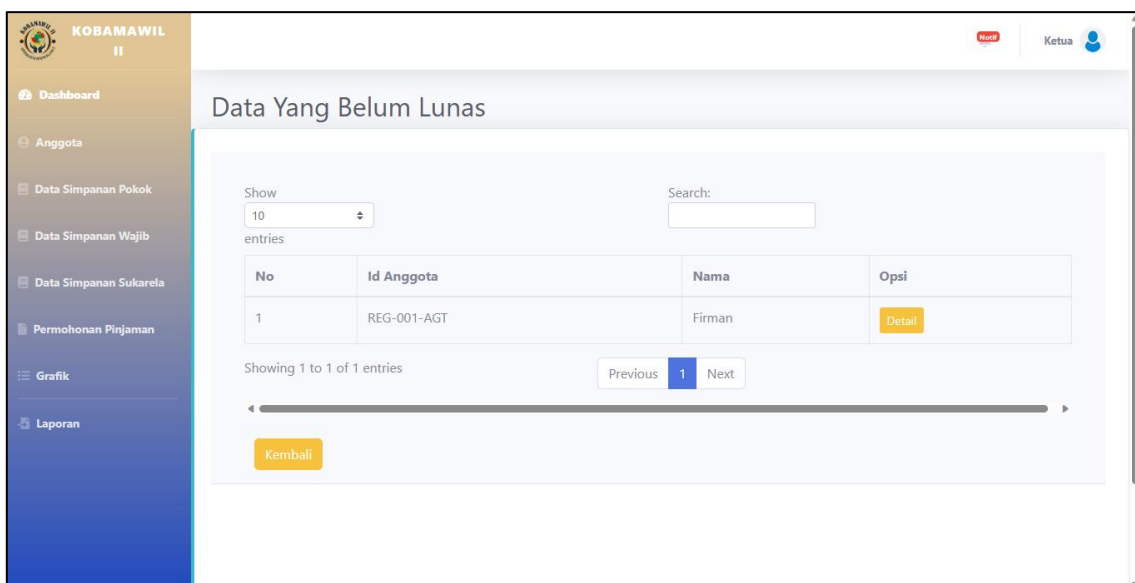 KOBAMAWIL
II
Notif
Ketua
Dashboard
Anggota
Data Simpanan Pokok
Data Simpanan Wajib
Data Simpanan Sukarela
Permohonan Pinjaman
Grafik
Laporan
Data Yang Belum Lunas
Show
10
entries
Search:
No Id Anggota Nama Opsi
1 REG-001-AGT Firman Detail
Showing 1 to 1 of 1 entries
Previous 1 Next
Kembali